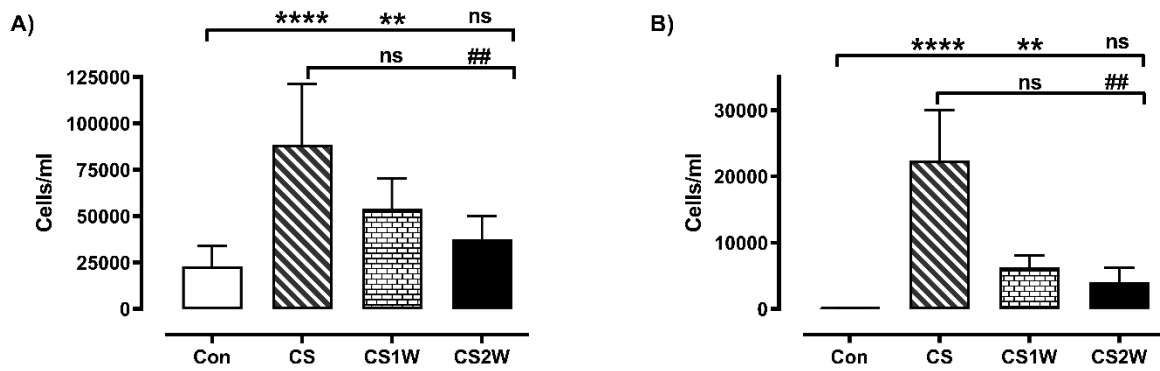 A)
**** ** ns
ns ##
Cells/ml
125000
100000
75000
50000
25000
0
Con CS CS1W CS2W
B)
**** ** ns
ns ##
Cells/ml
30000
20000
10000
0
Con CS CS1W CS2W